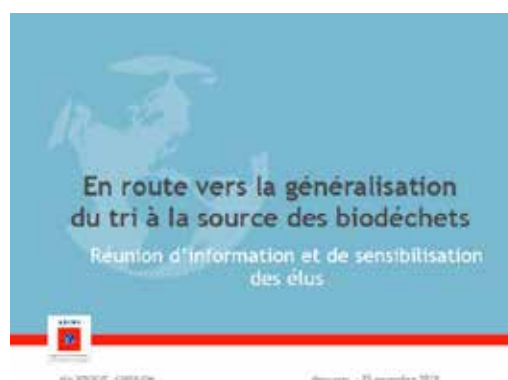 En route vers la généralisation
du tri à la source des biodéchets
Réunion d'information et de sensibilisation
des élus